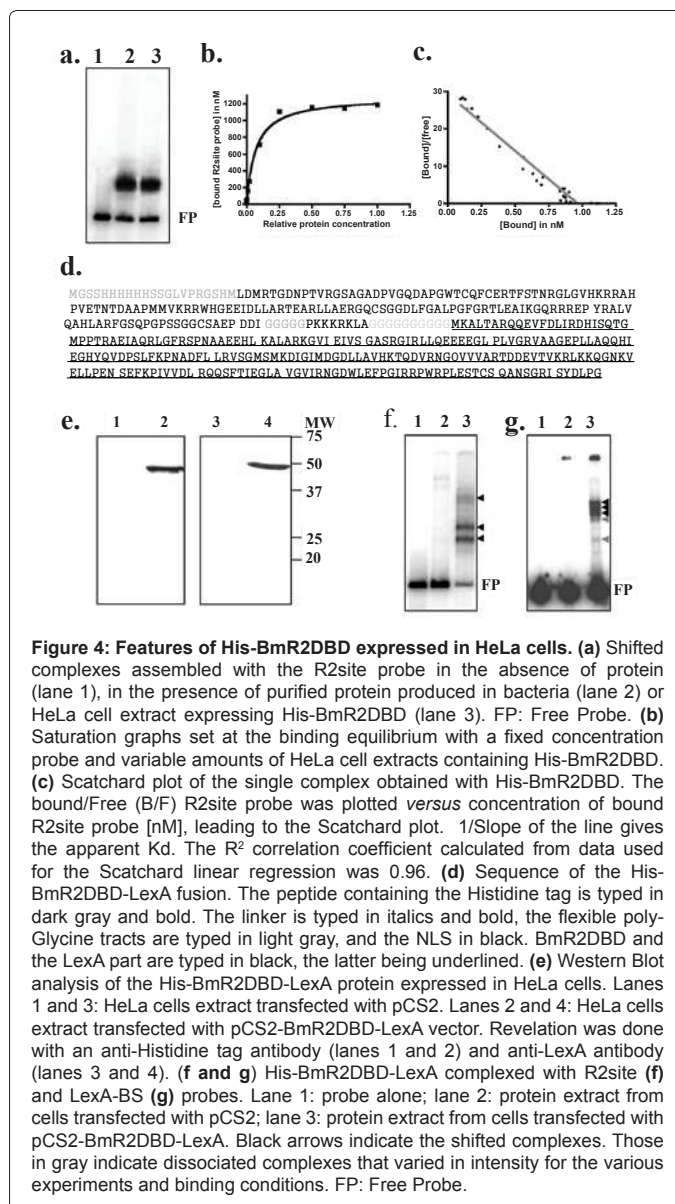 a.
1 2 3
FP
b.
[bound R2siite probe] in nM
1200
1000
800
600
400
200
0
0.00 0.25 0.50 0.75 1.00 1.25
Relative protein concentration
c.
[Bound]/[free]
30
20
10
0
0.00 0.25 0.50 0.75 1.00 1.25
[Bound] in nM
d.
MGSSHHHHHHSSGLVPRGSHMLDMRTGDNPTVRGSAGADPVGQDAPGWTCQFCERTFSTNRGLGVHKRRAH
PVETNTDAAPMMVKRRWHGEEIDLLARTEARLLAERGQCSGGDLFGALPGFGRTLEAIKGQRRREPYRALV
QAHLARFGSQPGPSSGGCSAEPDDIGGGGGPKKKRKLAGGGGGGGGGGMKALTARQQEVFDLIRDHISQTG
MPPTRAEIAQRLGFRSPNAAEEHLKALARKGVIEIVSGASRGIRLLQEEEEGLPLVGRVAAGEPLLAQQHI
EGHYQVDPSLFKPNADFLLRVSGMSMKDIGIMDGDLLAVHKTQDVRNGOVVVARTDDEVTVKRLKKQGNKV
ELLPENSEFKPIVVDLRQQSFTIEGLAVGVIRNGDWLEFPGIRRPWRPLESTCSQANSGRISYDLPG
e.
1 2 3 4 MW
75
50
37
25
20
f.
1 2 3
FP
g.
1 2 3
FP
Figure 4: Features of His-BmR2DBD expressed in HeLa cells. (a) Shifted
complexes assembled with the R2site probe in the absence of protein
(lane 1), in the presence of purified protein produced in bacteria (lane 2) or
HeLa cell extract expressing His-BmR2DBD (lane 3). FP: Free Probe. (b)
Saturation graphs set at the binding equilibrium with a fixed concentration
probe and variable amounts of HeLa cell extracts containing His-BmR2DBD.
(c) Scatchard plot of the single complex obtained with His-BmR2DBD. The
bound/Free (B/F) R2site probe was plotted versus concentration of bound
R2site probe [nM], leading to the Scatchard plot. 1/Slope of the line gives
the apparent Kd. The R² correlation coefficient calculated from data used
for the Scatchard linear regression was 0.96. (d) Sequence of the His-
BmR2DBD-LexA fusion. The peptide containing the Histidine tag is typed in
dark gray and bold. The linker is typed in italics and bold, the flexible poly-
Glycine tracts are typed in light gray, and the NLS in black. BmR2DBD and
the LexA part are typed in black, the latter being underlined. (e) Western Blot
analysis of the His-BmR2DBD-LexA protein expressed in HeLa cells. Lanes
1 and 3: HeLa cells extract transfected with pCS2. Lanes 2 and 4: HeLa cells
extract transfected with pCS2-BmR2DBD-LexA vector. Revelation was done
with an anti-Histidine tag antibody (lanes 1 and 2) and anti-LexA antibody
(lanes 3 and 4). (f and g) His-BmR2DBD-LexA complexed with R2site (f)
and LexA-BS (g) probes. Lane 1: probe alone; lane 2: protein extract from
cells transfected with pCS2; lane 3: protein extract from cells transfected with
pCS2-BmR2DBD-LexA. Black arrows indicate the shifted complexes. Those
in gray indicate dissociated complexes that varied in intensity for the various
experiments and binding conditions. FP: Free Probe.